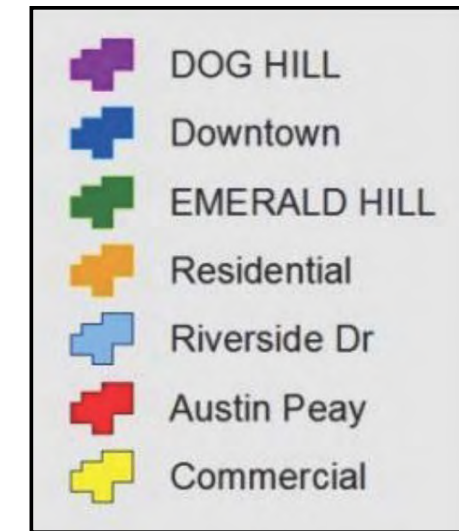 DOG HILL
Downtown
EMERALD HILL
Residential
Riverside Dr
Austin Peay
Commercial